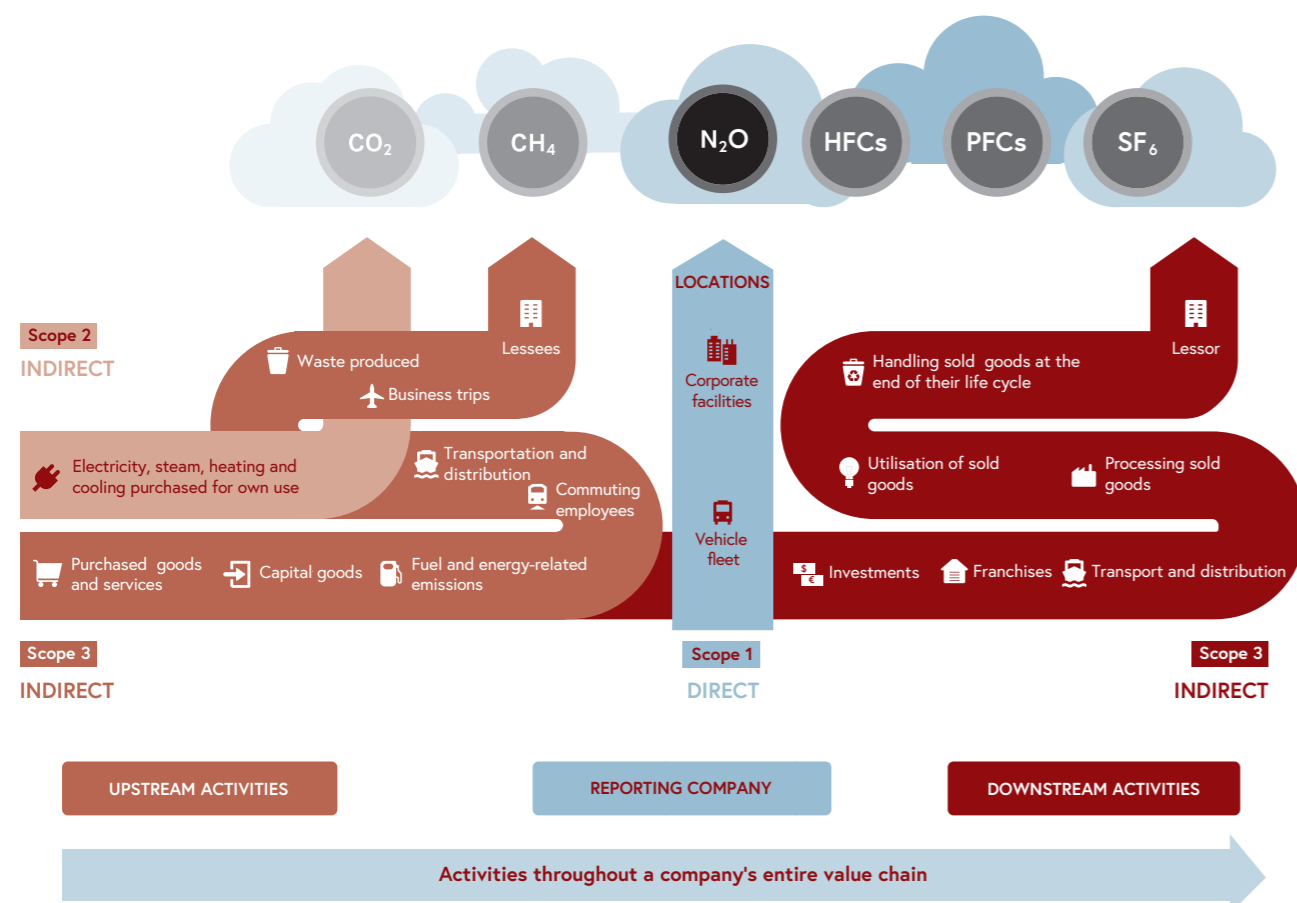 CO₂
CH₄
N₂O
HFCs
PFCs
SF₆
Scope 2
INDIRECT
Waste produced
Business trips
Lessees
Electricity, steam, heating and
cooling purchased for own use
Transportation and
distribution
Commuting
employees
Purchased goods
and services
Capital goods
Fuel and energy-related
emissions
Scope 3
INDIRECT
LOCATIONS
Corporate
facilities
Vehicle
fleet
Scope 1
DIRECT
Lessor
Handling sold goods at the
end of their life cycle
Utilisation of sold
goods
Processing sold
goods
$
€
Investments
Franchises
Transport and distribution
Scope 3
INDIRECT
UPSTREAM ACTIVITIES
REPORTING COMPANY
DOWNSTREAM ACTIVITIES
Activities throughout a company's entire value chain